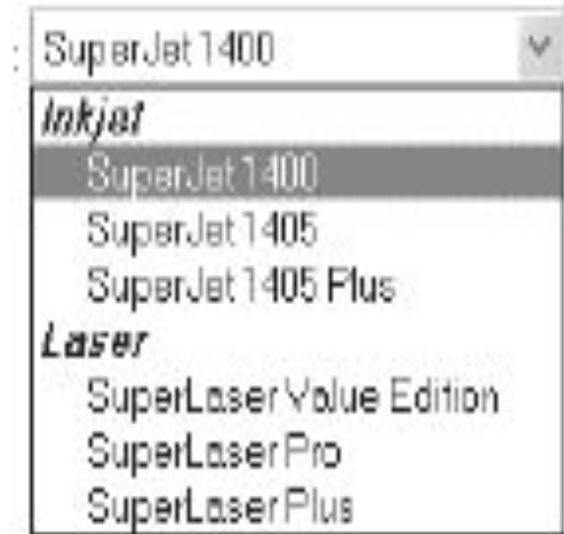 : SuperJet 1400
Inkjet
SuperJet 1400
SuperJet 1405
SuperJet 1405 Plus
Laser
SuperLaser Value Edition
SuperLaser Pro
SuperLaser Plus